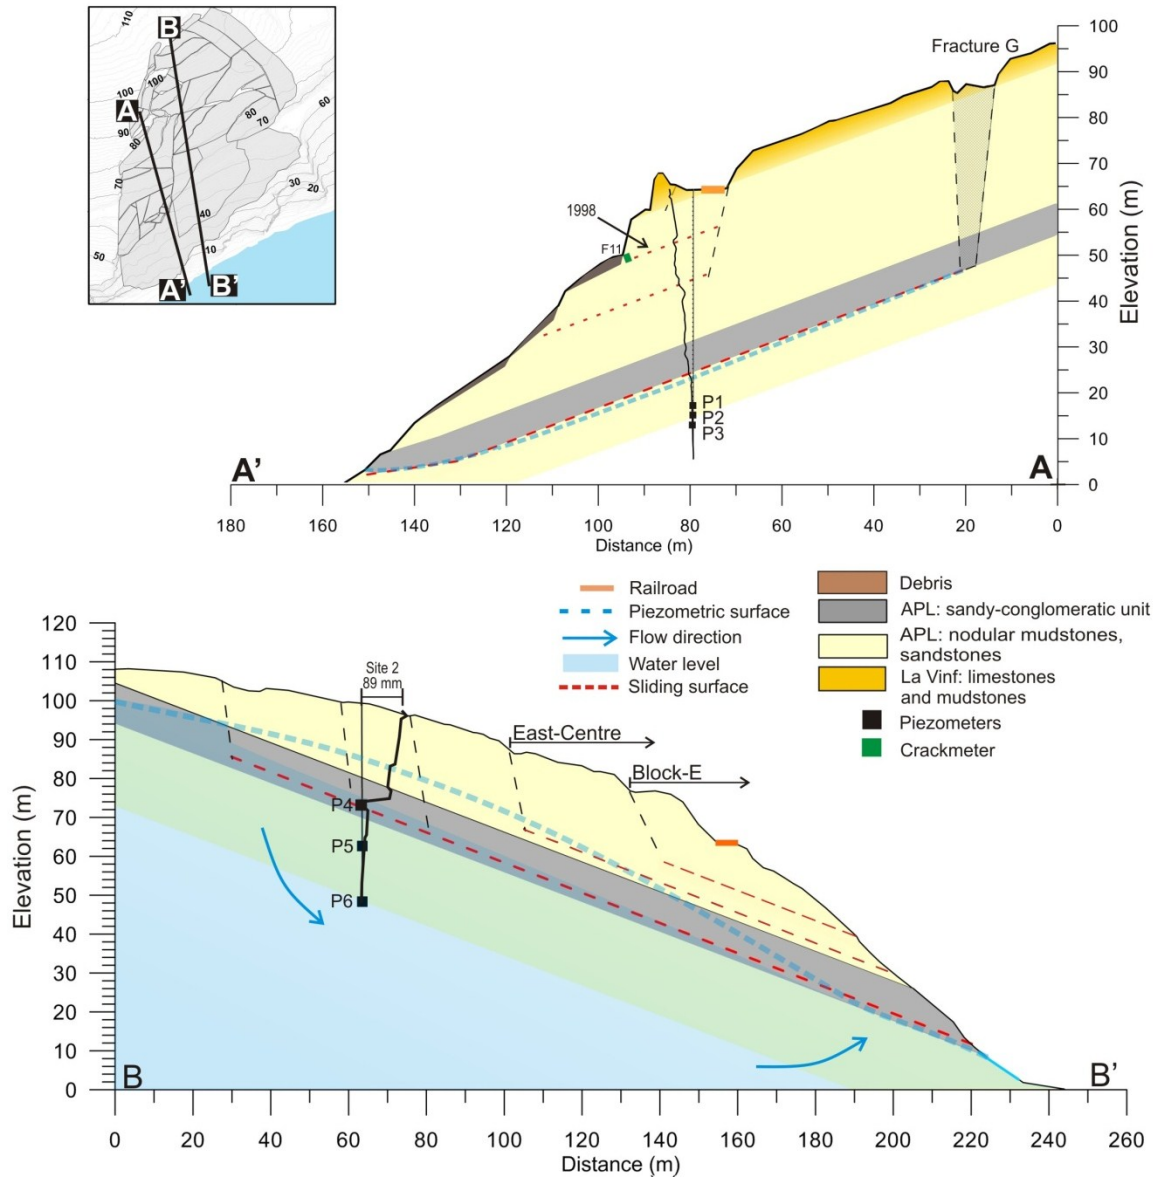 110
B
100
100
A
90
80
80
70
60
70
30
20
40
50
10
A'
B'
Fracture G
1998
F11
P1
P2
P3
A'
A
100
90
80
70
60
50
40
30
20
10
0
Elevation (m)
180 160 140 120 100 80 60 40 20 0
Distance (m)
Railroad
Piezometric surface
Flow direction
Water level
Sliding surface
Debris
APL: sandy-conglomeratic unit
APL: nodular mudstones,
sandstones
La Vinf: limestones
and mudstones
Piezometers
Crackmeter
120
110
100
90
80
70
60
50
40
30
20
10
0
Elevation (m)
Site 2
89 mm
East-Centre
Block-E
P4
P5
P6
B
B'
0 20 40 60 80 100 120 140 160 180 200 220 240 260
Distance (m)